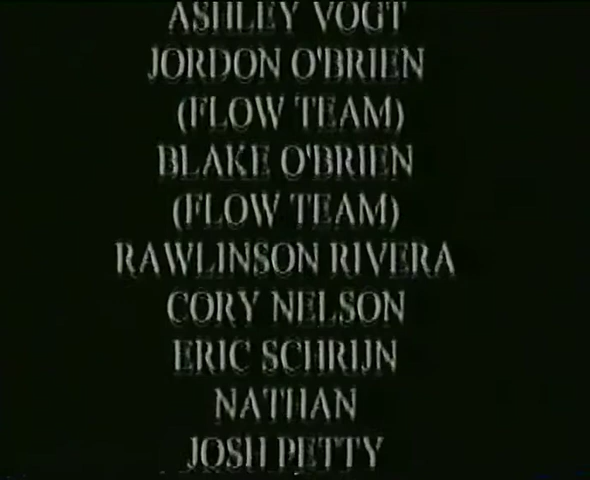 ASHLEY VOGT
JORDON O'BRIEN
(FLOW TEAM)
BLAKE O'BRIEN
(FLOW TEAM)
RAWLINSON RIVERA
CORY NELSON
ERIC SCHRIJN
NATHAN
JOSH PETTY